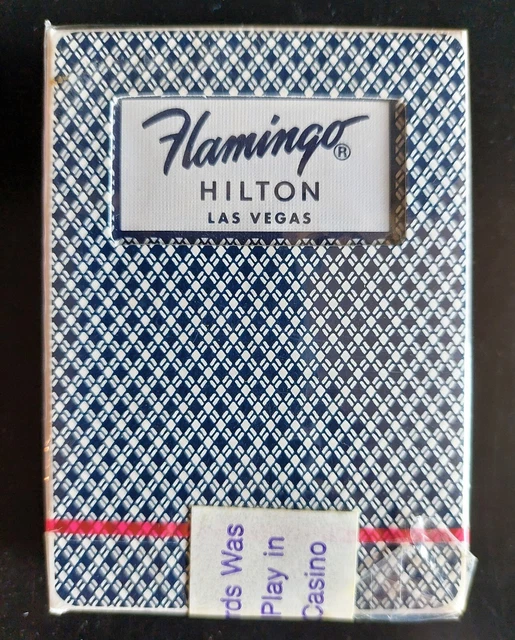 Flamingo®
HILTON
LAS VEGAS
rds Was
Play in
Casino